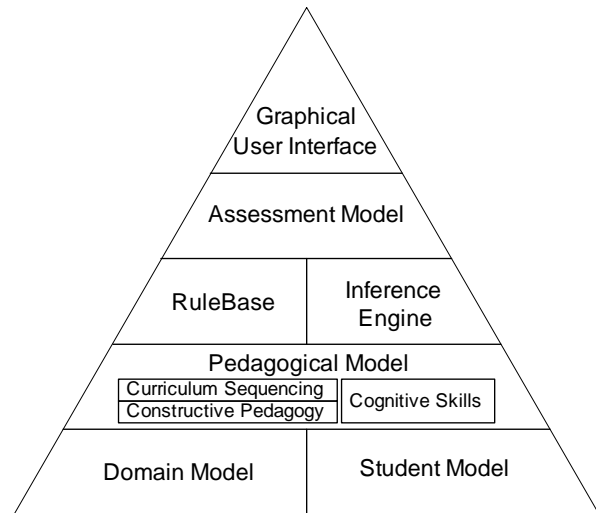 Graphical
User Interface
Assessment Model
RuleBase
Inference
Engine
Pedagogical Model
Curriculum Sequencing
Constructive Pedagogy
Cognitive Skills
Domain Model
Student Model